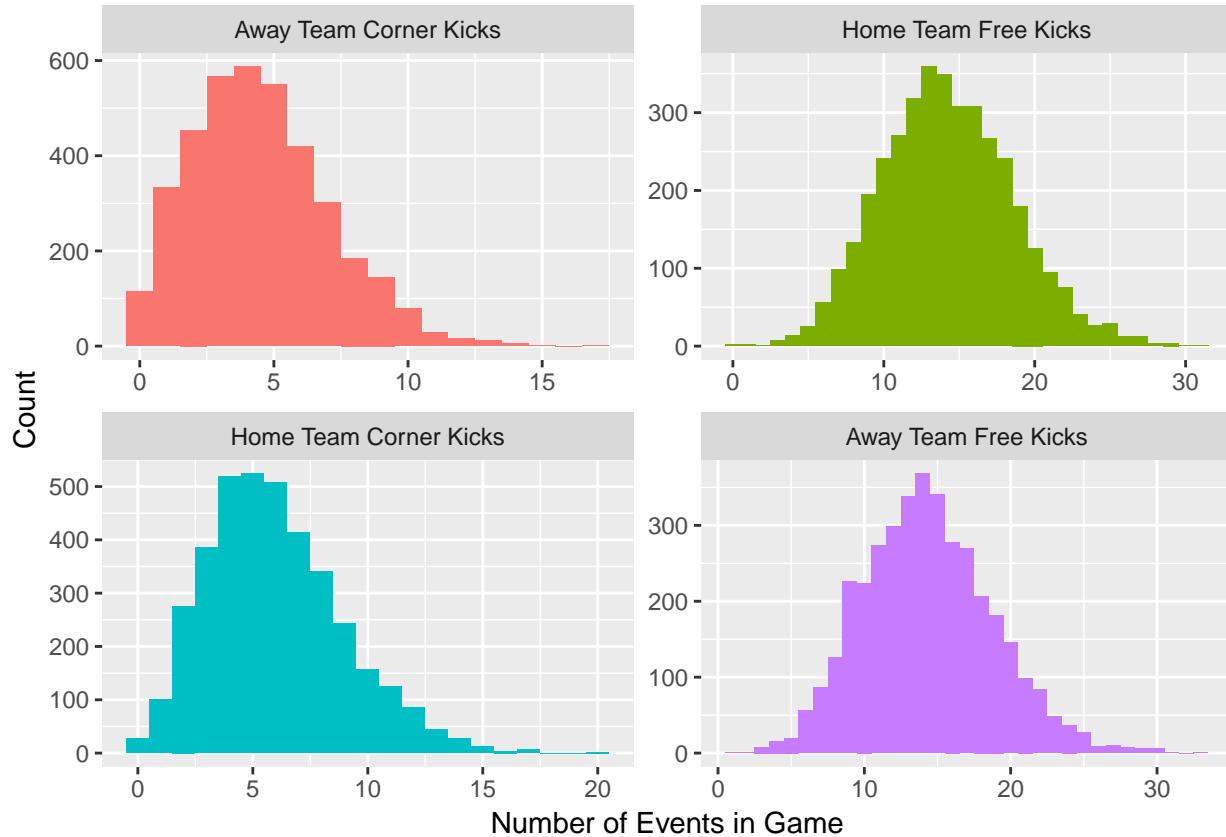 Away Team Corner Kicks
Home Team Free Kicks
600
400
200
0
300
200
100
0
0 5 10 15
0 10 20 30
Count
Home Team Corner Kicks
Away Team Free Kicks
500
400
300
200
100
0
300
200
100
0
0 5 10 15 20
0 10 20 30
Number of Events in Game